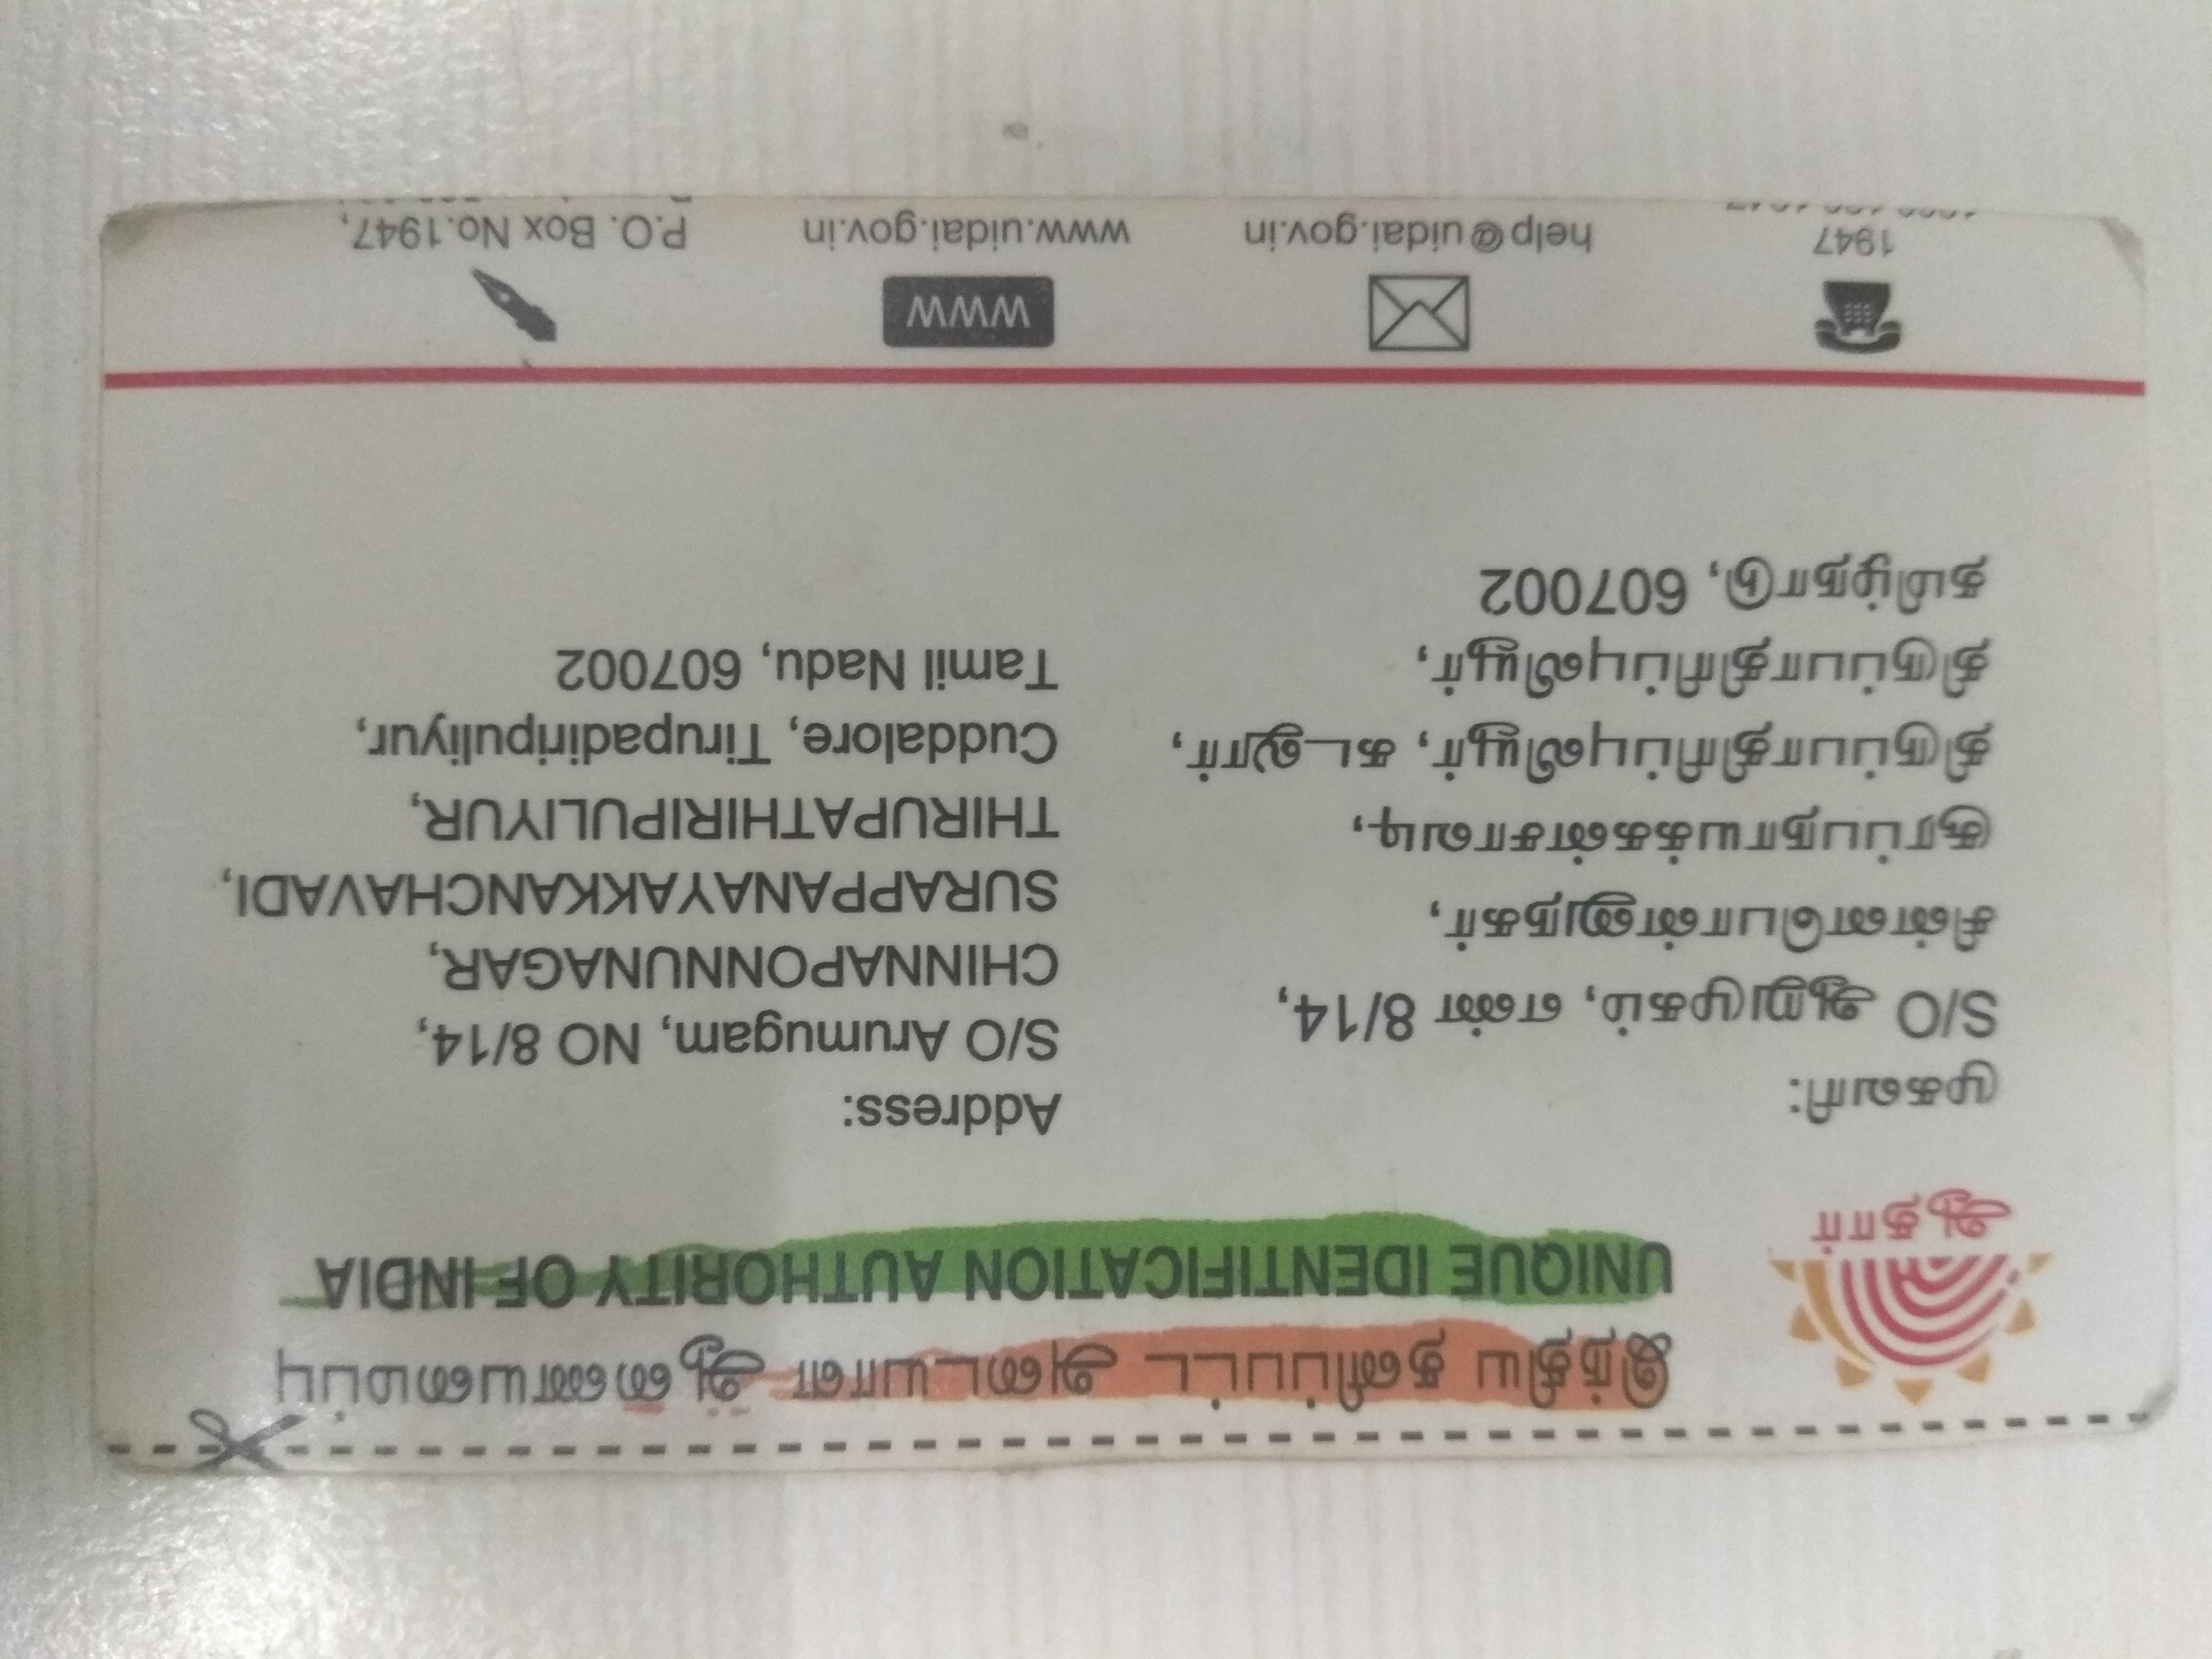 இந்திய தனிப்பட்ட அடையாள ஆணையமைப்பு
UNIQUE IDENTIFICATION AUTHORITY OF INDIA
ஆதார்
முகவரி:
S/O ஆறுமுகம், எண் 8/14,
சின்னபொன்னுநகர்,
சூரப்பநாயக்கன்சாவடி,
திருப்பாதிரிப்புலியூர், கடலூர்,
திருப்பாதிரிப்புலியூர்,
தமிழ்நாடு, 607002
Address:
S/O Arumugam, NO 8/14,
CHINNAPONNUNAGAR,
SURAPPANAYAKKANCHAVADI,
THIRUPATHIRIPULIYUR,
Cuddalore, Tirupadiripuliyur,
Tamil Nadu, 607002
1947
help@uidai.gov.in
WWW
www.uidai.gov.in
P.O. Box No.1947,